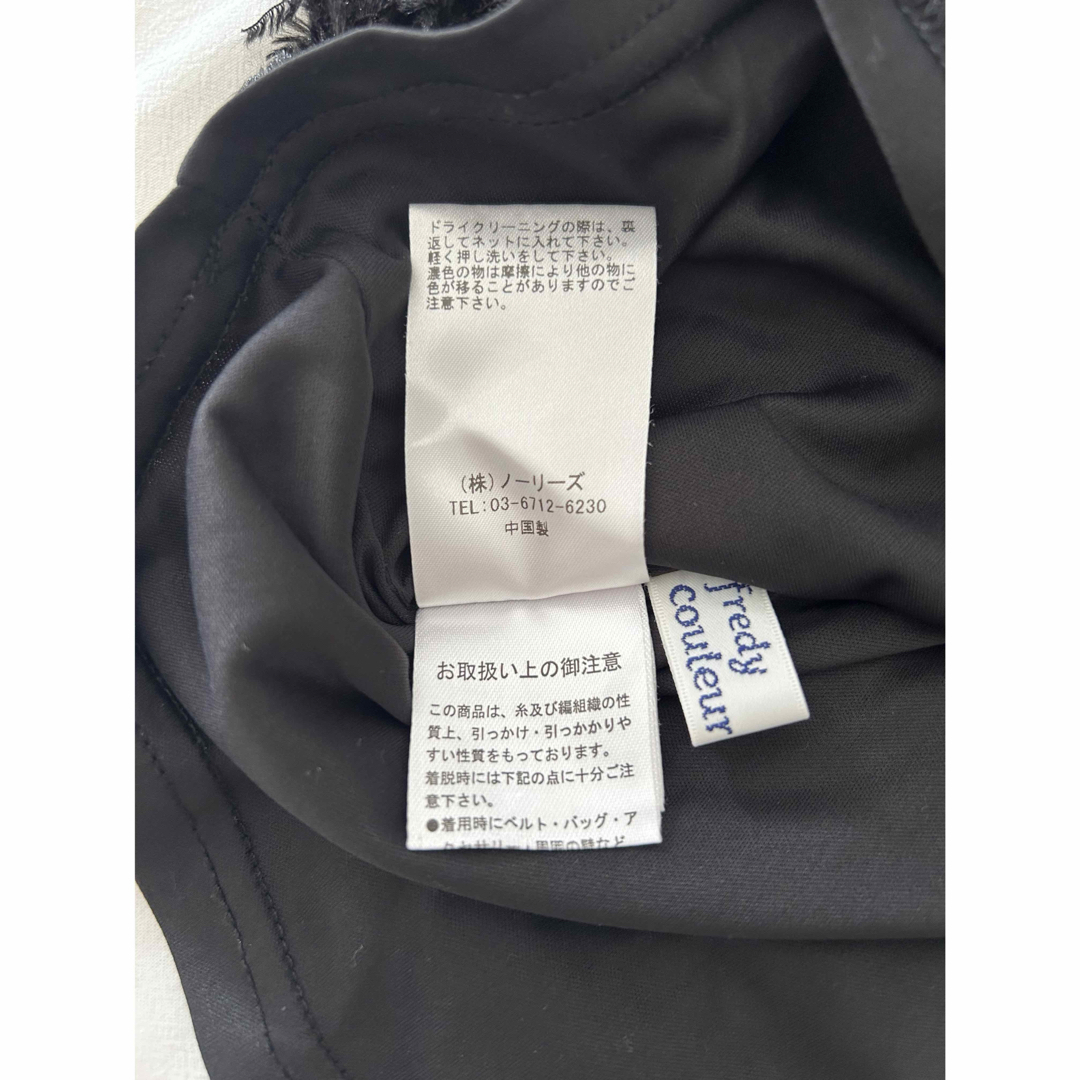 ドライクリーニングの際は、裏
返してネットに入れて下さい。
軽く押し洗いをして下さい。
濃色の物は摩擦により他の物に
色が移ることがありますのでご
注意下さい。
(株)ノーリーズ
TEL:03-6712-6230
中国製
お取扱い上の御注意
この商品は、糸及び編組織の性
質上、引っかけ・引っかかりや
すい性質をもっております。
着脱時には下記の点に十分ご注
意下さい。
●着用時にベルト・バッグ・ア
fredy
couleur